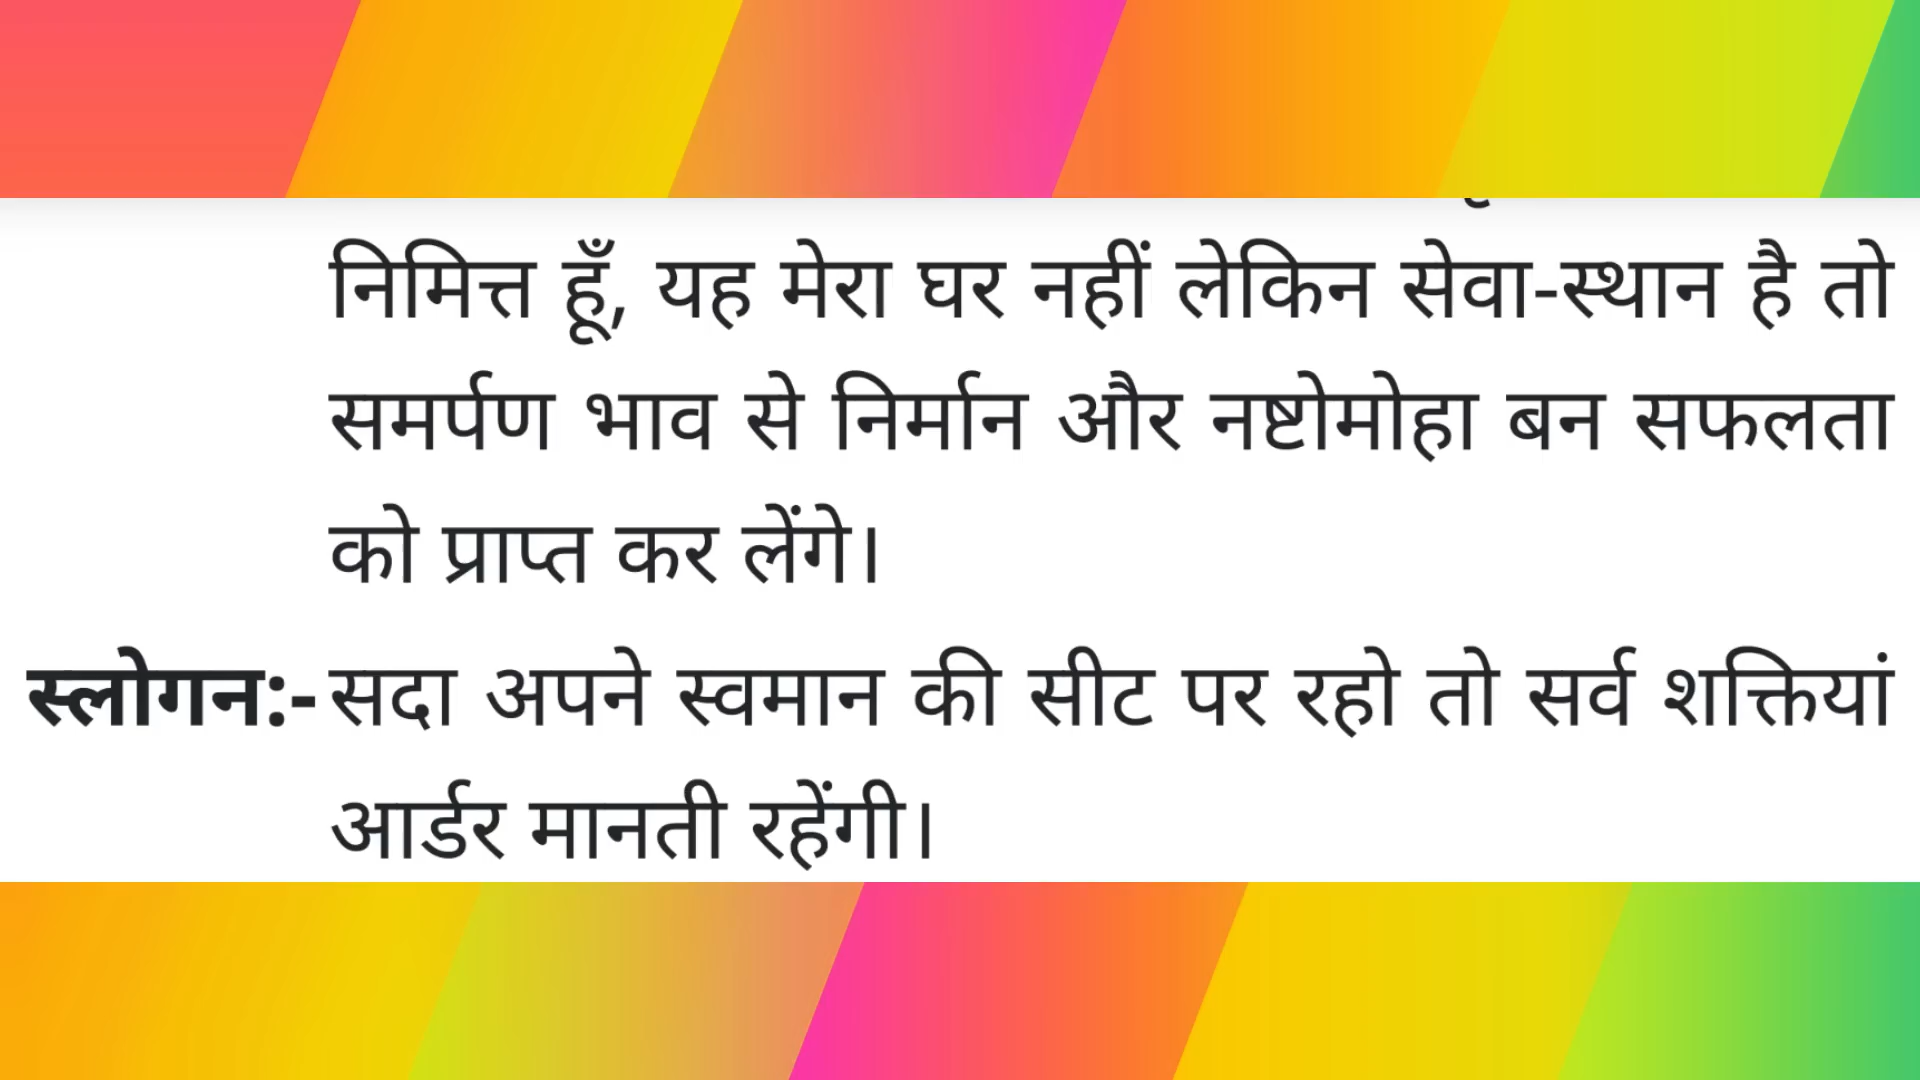 निमित्त हूँ, यह मेरा घर नहीं लेकिन सेवा-स्थान है तो
समर्पण भाव से निर्मान और नष्टोमोहा बन सफलता
को प्राप्त कर लेंगे।
स्लोगन:- सदा अपने स्वमान की सीट पर रहो तो सर्व शक्तियां
आर्डर मानती रहेंगी।